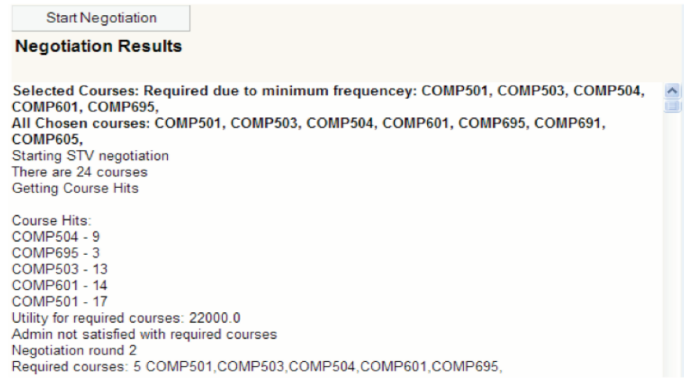 Start Negotiation
Negotiation Results
Selected Courses: Required due to minimum frequencey: COMP501, COMP503, COMP504,
COMP601, COMP695,
All Chosen courses: COMP501, COMP503, COMP504, COMP601, COMP695, COMP691,
COMP605,
Starting STV negotiation
There are 24 courses
Getting Course Hits
Course Hits:
COMP504 - 9
COMP695 - 3
COMP503 - 13
COMP601 - 14
COMP501 - 17
Utility for required courses: 22000.0
Admin not satisfied with required courses
Negotiation round 2
Required courses: 5 COMP501,COMP503,COMP504,COMP601,COMP695,